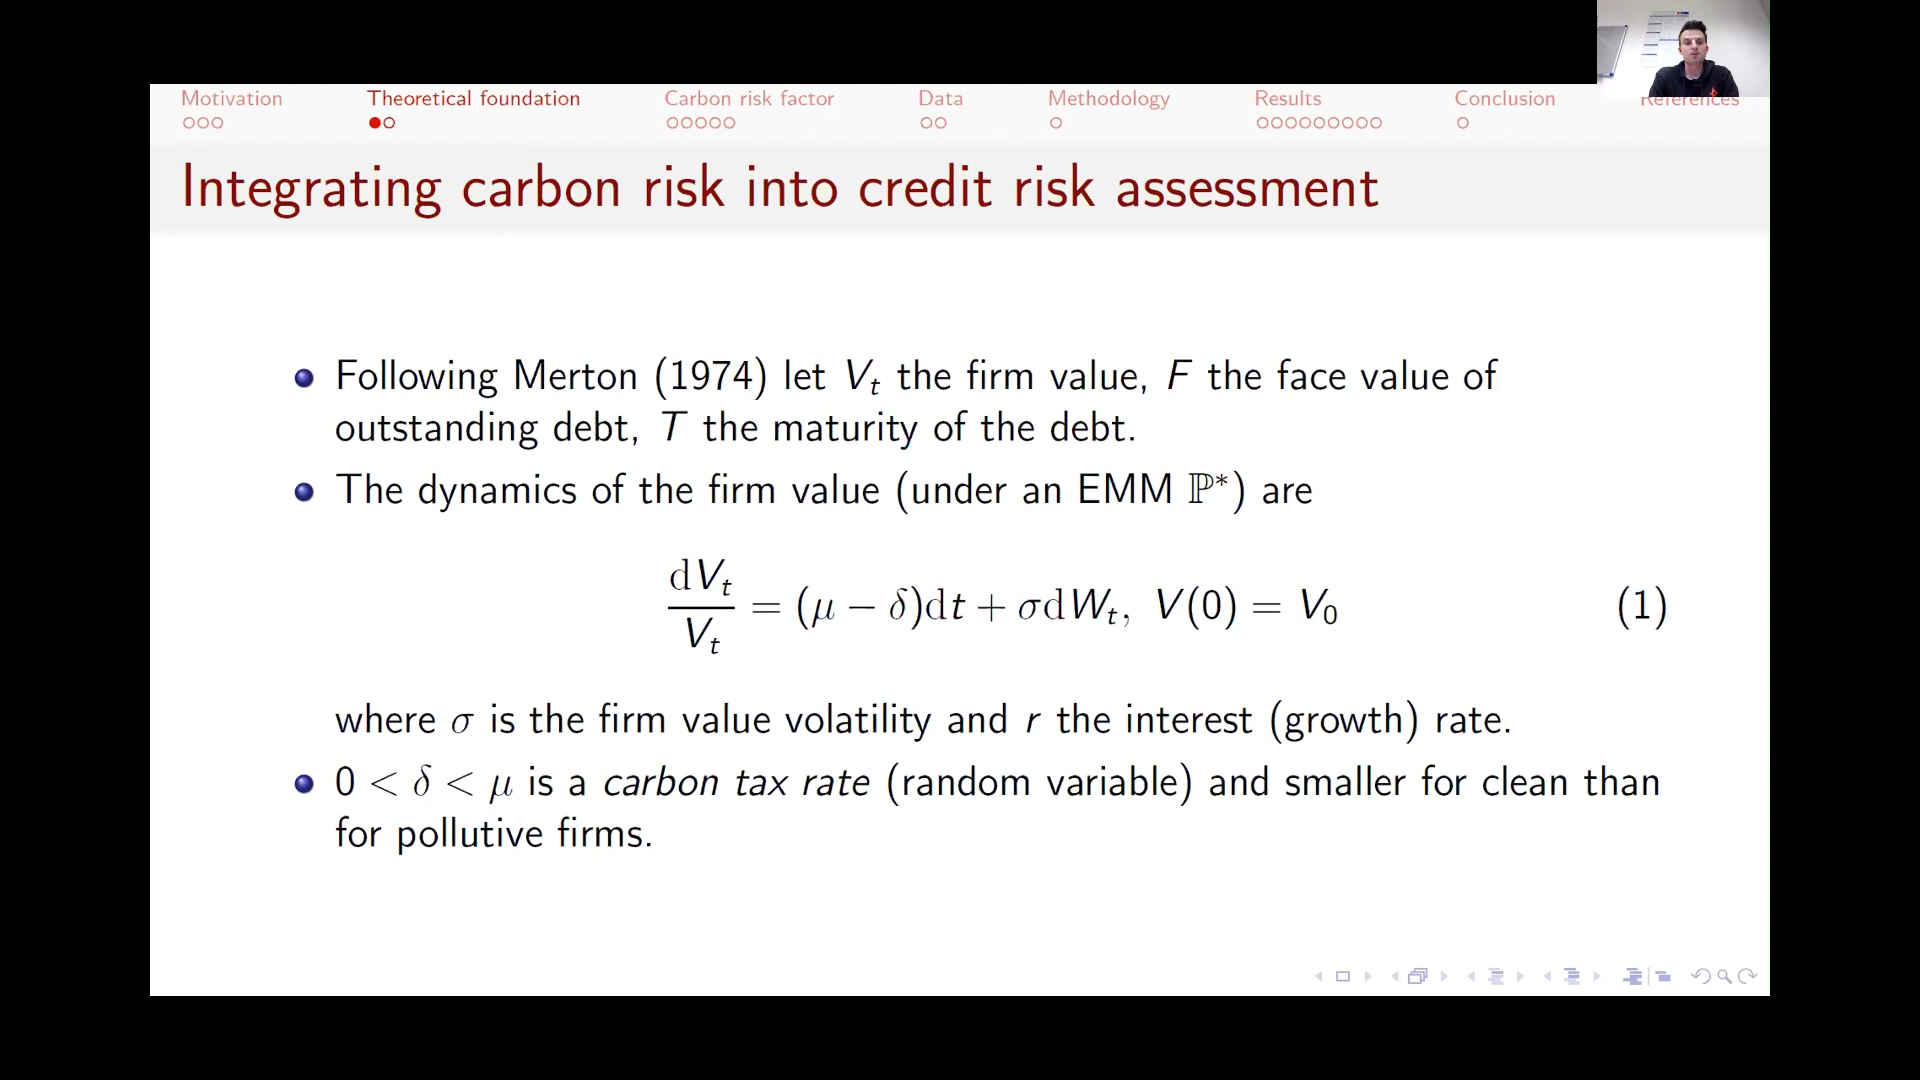 Motivation Theoretical foundation Carbon risk factor Data Methodology Results Conclusion References
Integrating carbon risk into credit risk assessment
Following Merton (1974) let V_t the firm value, F the face value of
outstanding debt, T the maturity of the debt.
The dynamics of the firm value (under an EMM ℙ*) are
dV_t / V_t = (μ − δ)dt + σdW_t, V(0) = V_0 (1)
where σ is the firm value volatility and r the interest (growth) rate.
0 < δ < μ is a carbon tax rate (random variable) and smaller for clean than
for pollutive firms.